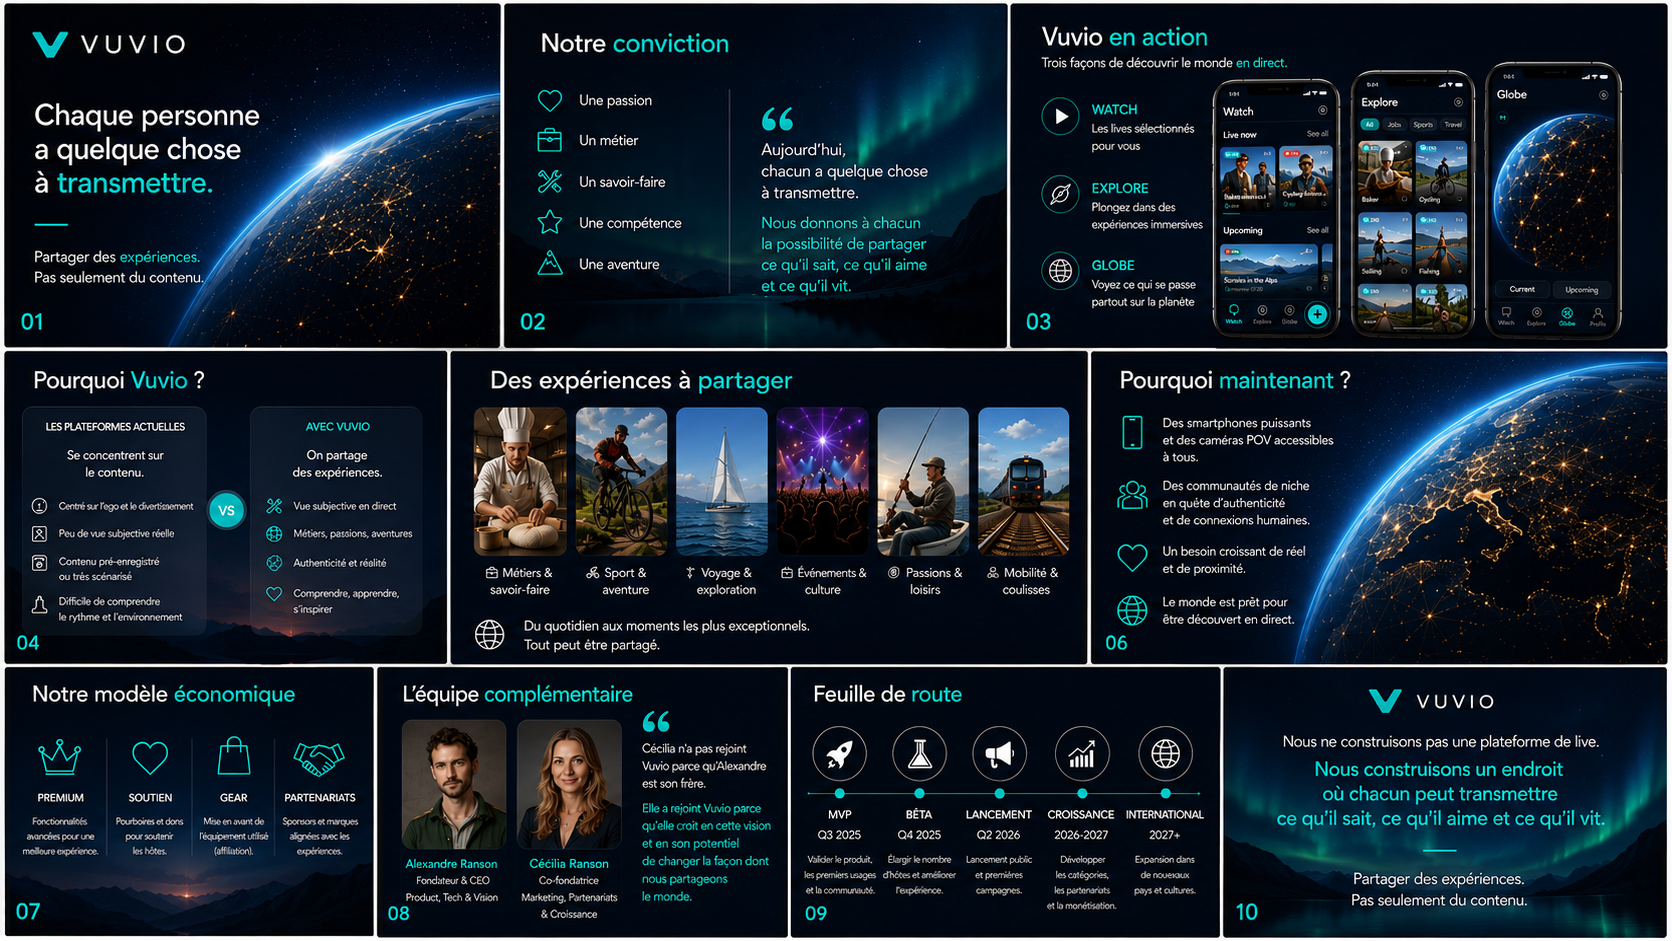 VUVIO
Chaque personne
a quelque chose
à transmettre.
Partager des expériences.
Pas seulement du contenu.
01
Notre conviction
Une passion
Un métier
Un savoir-faire
Une compétence
Une aventure
“
Aujourd'hui,
chacun a quelque chose
à transmettre.
Nous donnons à chacun
la possibilité de partager
ce qu'il sait, ce qu'il aime
et ce qu'il vit.
02
Vuvio en action
Trois façons de découvrir le monde en direct.
WATCH
Les lives sélectionnés
pour vous
EXPLORE
Plongez dans des
expériences immersives
GLOBE
Voyez ce qui se passe
partout sur la planète
03
Watch
Live now
See all
Upcoming
See all
Watch
Explore
Explore
All
Jobs
Sports
Travel
Baker
Cycling
Sailing
Fishing
Globe
Current
Upcoming
Watch
Explore
Globe
Profile
Pourquoi Vuvio ?
LES PLATEFORMES ACTUELLES
Se concentrent sur
le contenu.
Centré sur l'ego et le divertissement
Peu de vue subjective réelle
Contenu pré-enregistré
ou très scénarisé
Difficile de comprendre
le rythme et l'environnement
VS
AVEC VUVIO
On partage
des expériences.
Vue subjective en direct
Métiers, passions, aventures
Authenticité et réalité
Comprendre, apprendre,
s'inspirer
04
Des expériences à partager
Métiers &
savoir-faire
Sport &
aventure
Voyage &
exploration
Événements &
culture
Passions &
loisirs
Mobilité &
coulisses
Du quotidien aux moments les plus exceptionnels.
Tout peut être partagé.
Pourquoi maintenant ?
Des smartphones puissants
et des caméras POV accessibles
à tous.
Des communautés de niche
en quête d'authenticité
et de connexions humaines.
Un besoin croissant de réel
et de proximité.
Le monde est prêt pour
être découvert en direct.
06
Notre modèle économique
PREMIUM
Fonctionnalités
avancées pour une
meilleure expérience.
SOUTIEN
Pourboires et dons
pour soutenir
les hôtes.
GEAR
Mise en avant de
l'équipement utilisé
(affiliation).
PARTENARIATS
Sponsors et marques
alignées avec les
expériences.
07
L'équipe complémentaire
Alexandre Ranson
Fondateur & CEO
Product, Tech & Vision
Cécilia Ranson
Co-fondatrice
Marketing, Partenariats
& Croissance
“
Cécilia n'a pas rejoint
Vuvio parce qu'Alexandre
est son frère.
Elle a rejoint Vuvio parce
qu'elle croit en cette vision
et en son potentiel
de changer la façon dont
nous partageons
le monde.
08
Feuille de route
MVP
Q3 2025
Valider le produit,
les premiers usages
et la communauté.
BÊTA
Q4 2025
Élargir le nombre
d'hôtes et améliorer
l'expérience.
LANCEMENT
Q2 2026
Lancement public
et premières
campagnes.
CROISSANCE
2026-2027
Développer
les catégories,
les partenariats
et la monétisation.
INTERNATIONAL
2027+
Expansion dans
de nouveaux
pays et cultures.
09
VUVIO
Nous ne construisons pas une plateforme de live.
Nous construisons un endroit
où chacun peut transmettre
ce qu'il sait, ce qu'il aime et ce qu'il vit.
Partager des expériences.
Pas seulement du contenu.
10